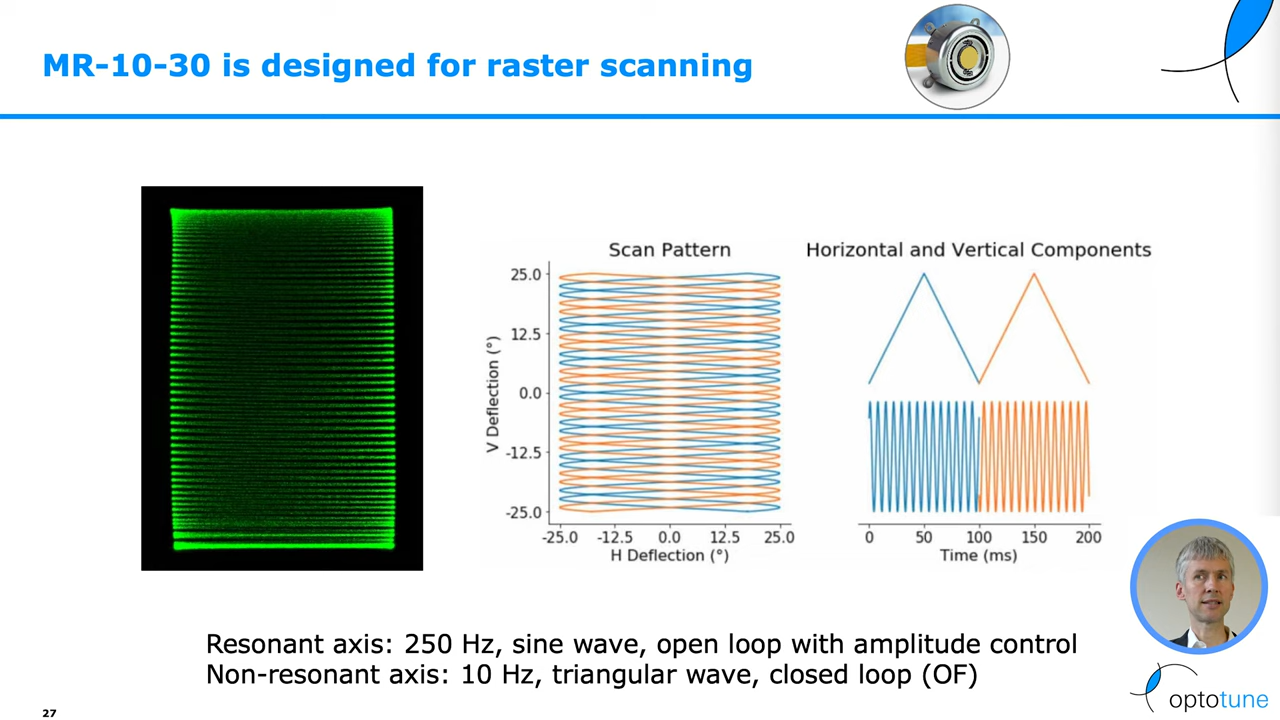 MR-10-30 is designed for raster scanning
Scan Pattern
V Deflection (°)
25.0
12.5
0.0
-12.5
-25.0
-25.0 -12.5 0.0 12.5 25.0
H Deflection (°)
Horizontal and Vertical Components
0 50 100 150 200
Time (ms)
Resonant axis: 250 Hz, sine wave, open loop with amplitude control
Non-resonant axis: 10 Hz, triangular wave, closed loop (OF)
27
optotune